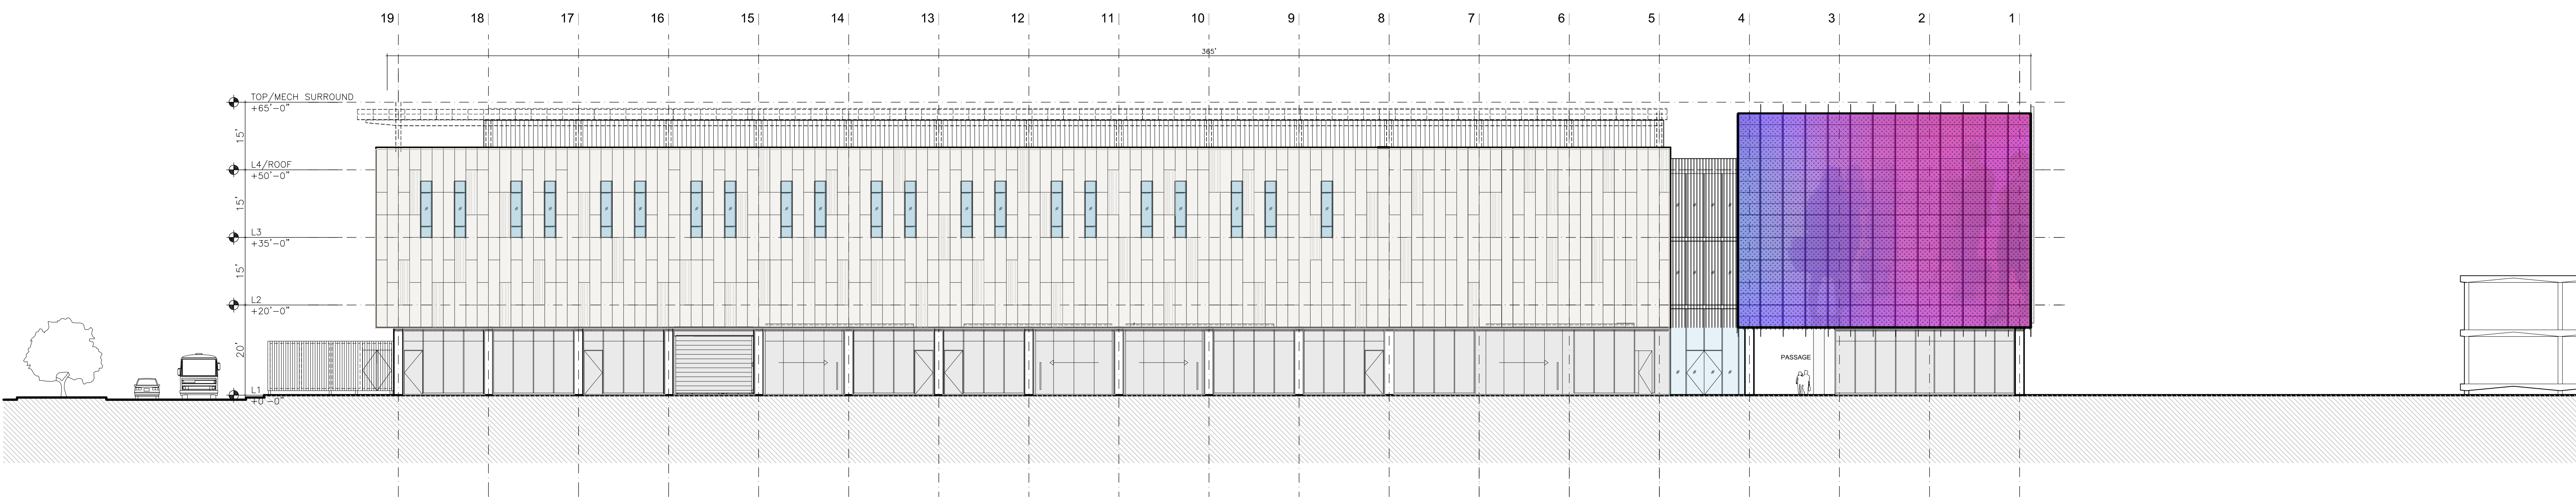 19 18 17 16 15 14 13 12 11 10 9 8 7 6 5 4 3 2 1
365'
TOP/MECH SURROUND
+65'-0"
15'
L4/ROOF
+50'-0"
15'
L3
+35'-0"
15'
L2
+20'-0"
20'
PASSAGE
L1
+0'-0"